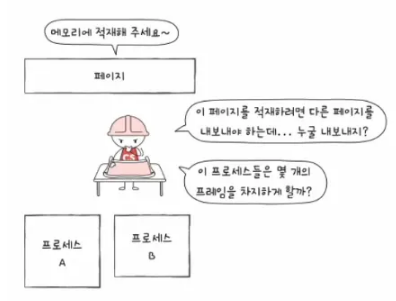 메모리에 적재해 주세요~
페이지
이 페이지를 적재하려면 다른 페이지를
내보내야 하는데... 누굴 내보내지?
이 프로세스들은 몇 개의
프레임을 차지하게 할까?
프로세스
A
프로세스
B